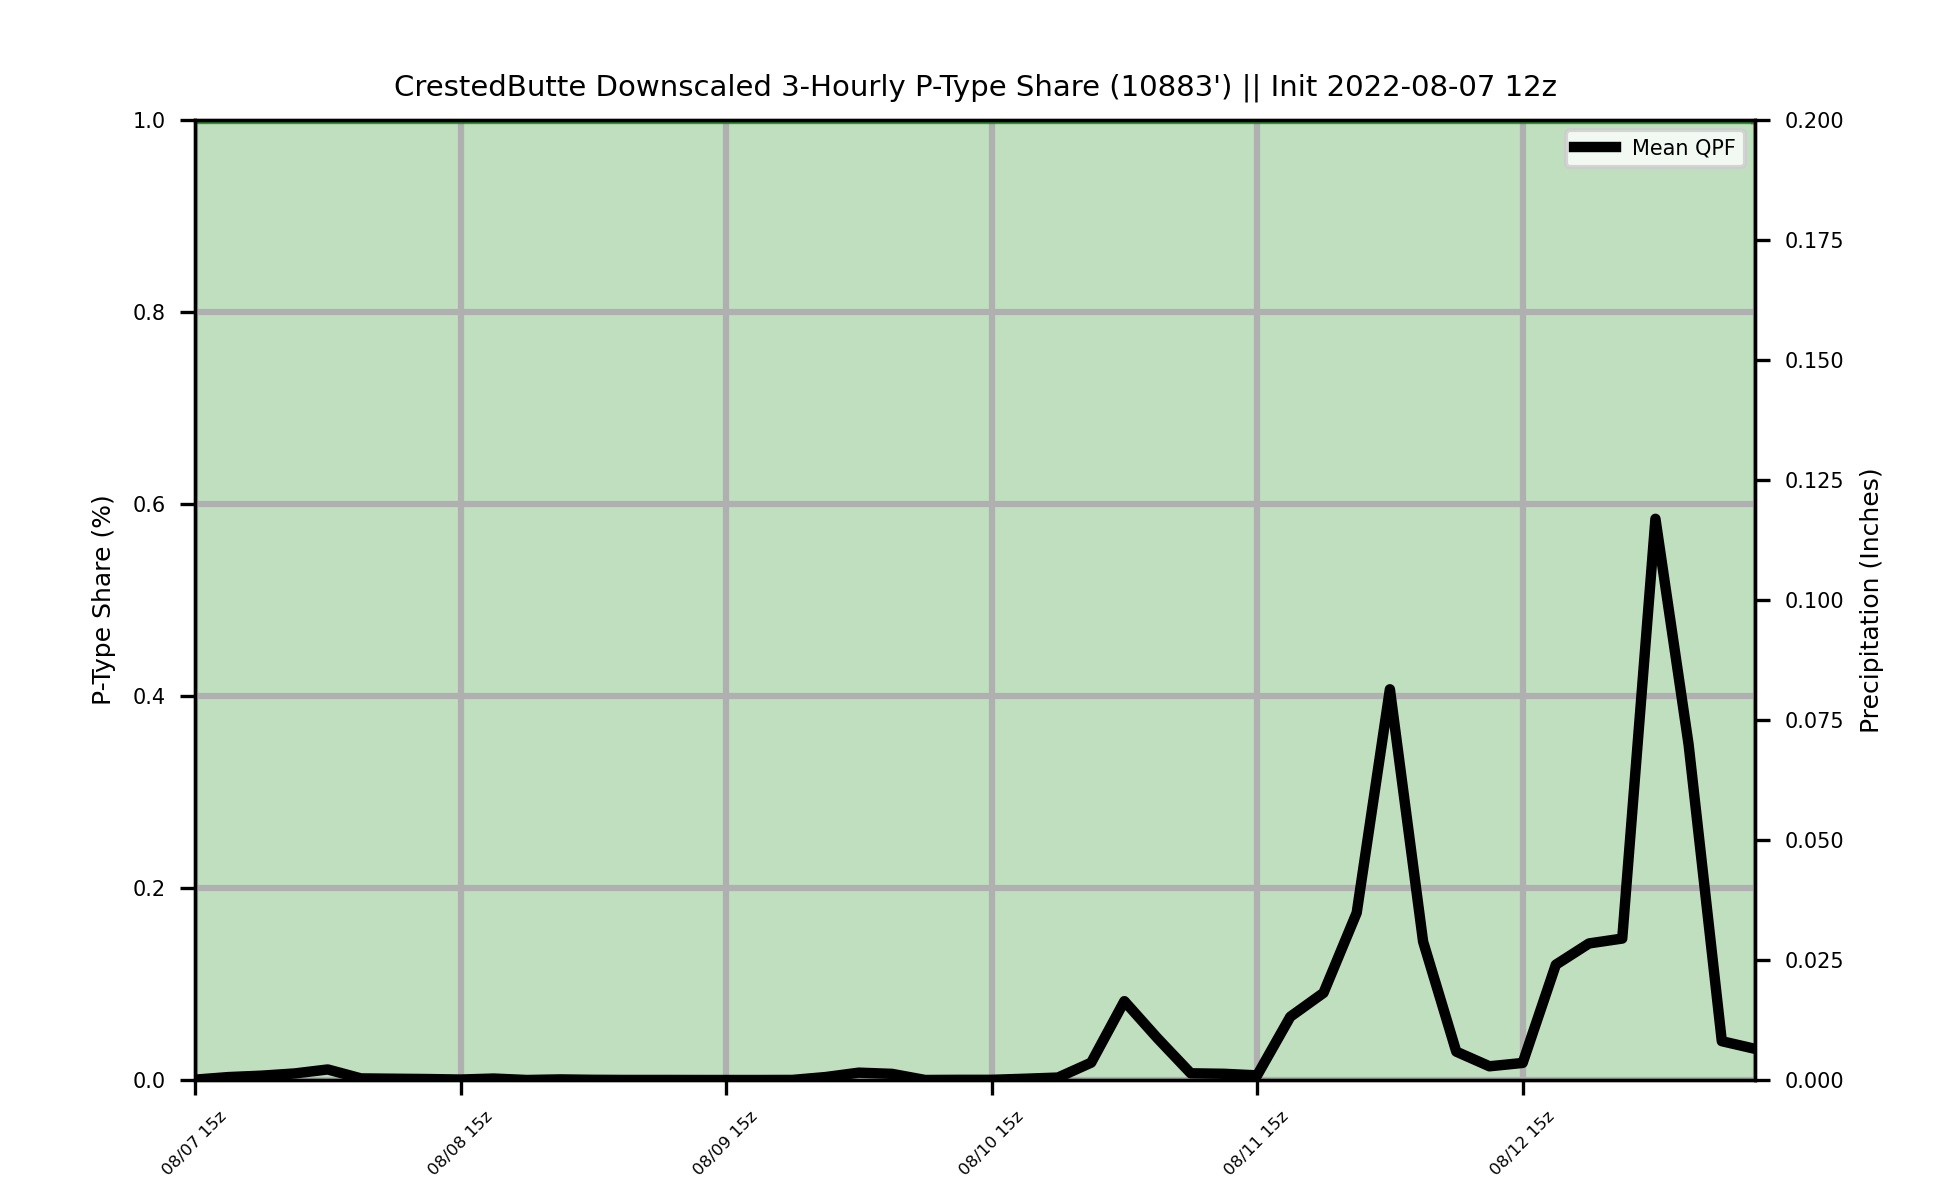 CrestedButte Downscaled 3-Hourly P-Type Share (10883') || Init 2022-08-07 12z
Mean QPF
P-Type Share (%)
1.0
0.8
0.6
0.4
0.2
0.0
0.200
0.175
0.150
0.125
0.100
0.075
0.050
0.025
0.000
Precipitation (Inches)
08/07 15z
08/08 15z
08/09 15z
08/10 15z
08/11 15z
08/12 15z